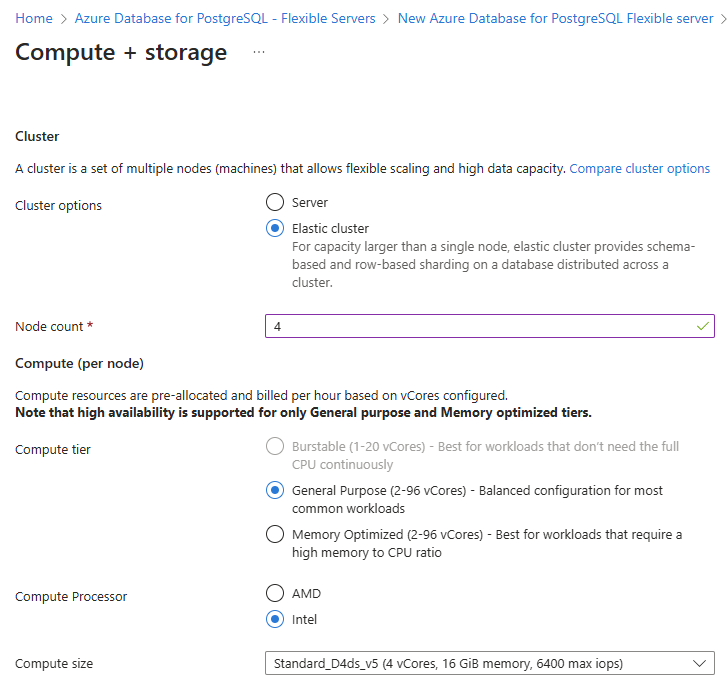 Home > Azure Database for PostgreSQL - Flexible Servers > New Azure Database for PostgreSQL Flexible server >
Compute + storage ...
Cluster
A cluster is a set of multiple nodes (machines) that allows flexible scaling and high data capacity. Compare cluster options
Cluster options
Server
Elastic cluster
For capacity larger than a single node, elastic cluster provides schema-
based and row-based sharding on a database distributed across a
cluster.
Node count *
4
Compute (per node)
Compute resources are pre-allocated and billed per hour based on vCores configured.
Note that high availability is supported for only General purpose and Memory optimized tiers.
Compute tier
Burstable (1-20 vCores) - Best for workloads that don't need the full
CPU continuously
General Purpose (2-96 vCores) - Balanced configuration for most
common workloads
Memory Optimized (2-96 vCores) - Best for workloads that require a
high memory to CPU ratio
Compute Processor
AMD
Intel
Compute size
Standard_D4ds_v5 (4 vCores, 16 GiB memory, 6400 max iops)